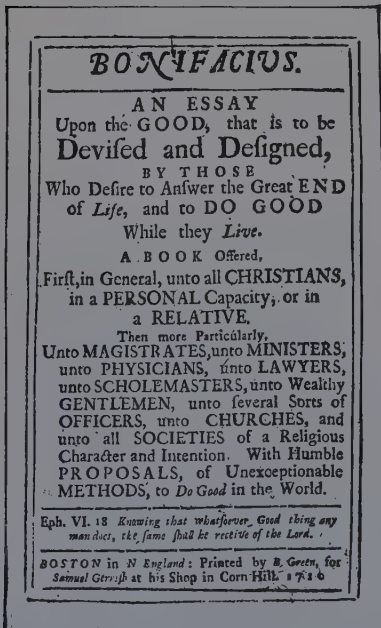 BONIFACIUS.
AN ESSAY
Upon the GOOD, that is to be
Deviſed and Deſigned,
BY THOSE
Who Deſire to Anſwer the Great END
of Life, and to DO GOOD
While they Live.
A BOOK Offered,
Firſt, in General, unto all CHRISTIANS,
in a PERSONAL Capacity, or in
a RELATIVE.
Then more Particularly,
Unto MAGISTRATES, unto MINISTERS,
unto PHYSICIANS, unto LAWYERS,
unto SCHOLEMASTERS, unto Wealthy
GENTLEMEN, unto ſeveral Sorts of
OFFICERS, unto CHURCHES, and
unto all SOCIETIES of a Religious
Character and Intention. With Humble
PROPOSALS, of Unexceptionable
METHODS, to Do Good in the World.
Eph. VI. 18 Knowing that whatſoever Good thing any
man does, the ſame ſhall he receive of the Lord.
BOSTON in N England: Printed by B. Green, for
Samuel Gerriſh at his Shop in Corn Hill. 1710